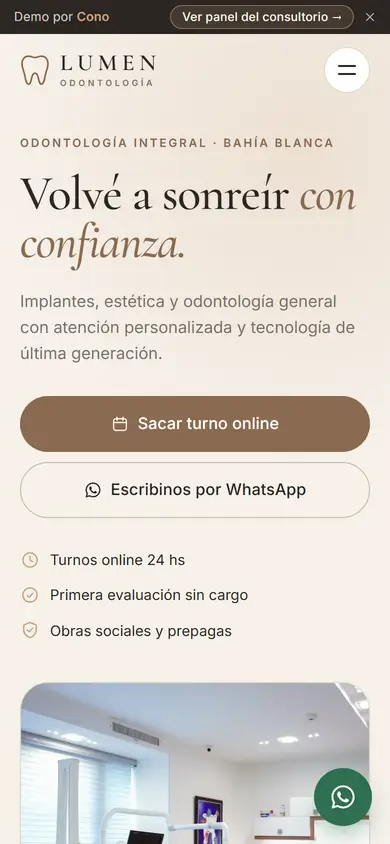 Demo por Cono
Ver panel del consultorio →
LUMEN
ODONTOLOGÍA
ODONTOLOGÍA INTEGRAL · BAHÍA BLANCA
Volvé a sonreír con
confianza.
Implantes, estética y odontología general
con atención personalizada y tecnología de
última generación.
Sacar turno online
Escribinos por WhatsApp
Turnos online 24 hs
Primera evaluación sin cargo
Obras sociales y prepagas